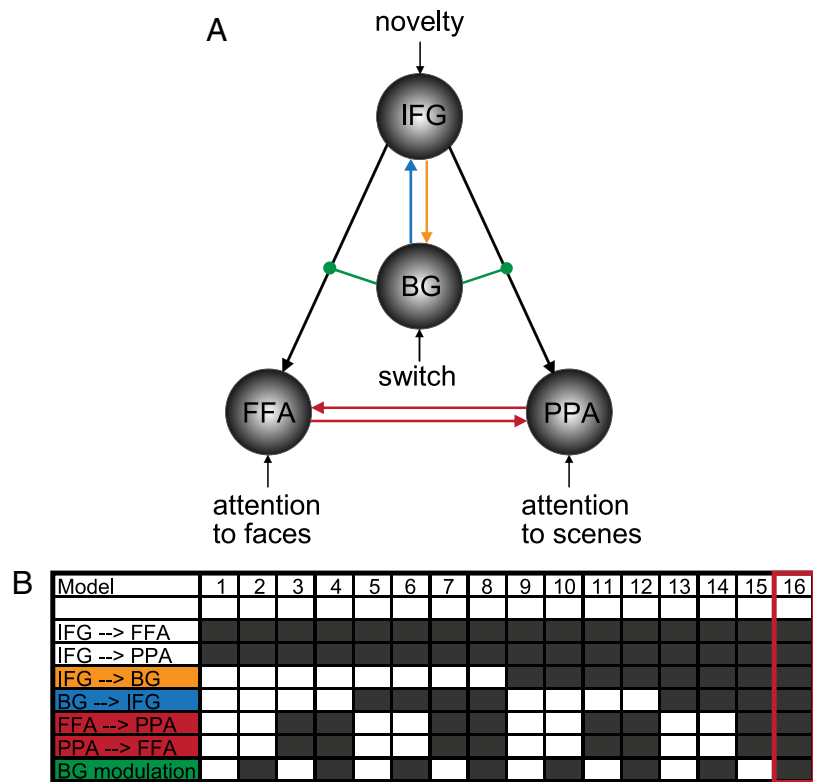 A
novelty
IFG
BG
switch
FFA
PPA
attention
to faces
attention
to scenes
B
Model 1 2 3 4 5 6 7 8 9 10 11 12 13 14 15 16
IFG --> FFA
IFG --> PPA
IFG --> BG
BG --> IFG
FFA --> PPA
PPA --> FFA
BG modulation